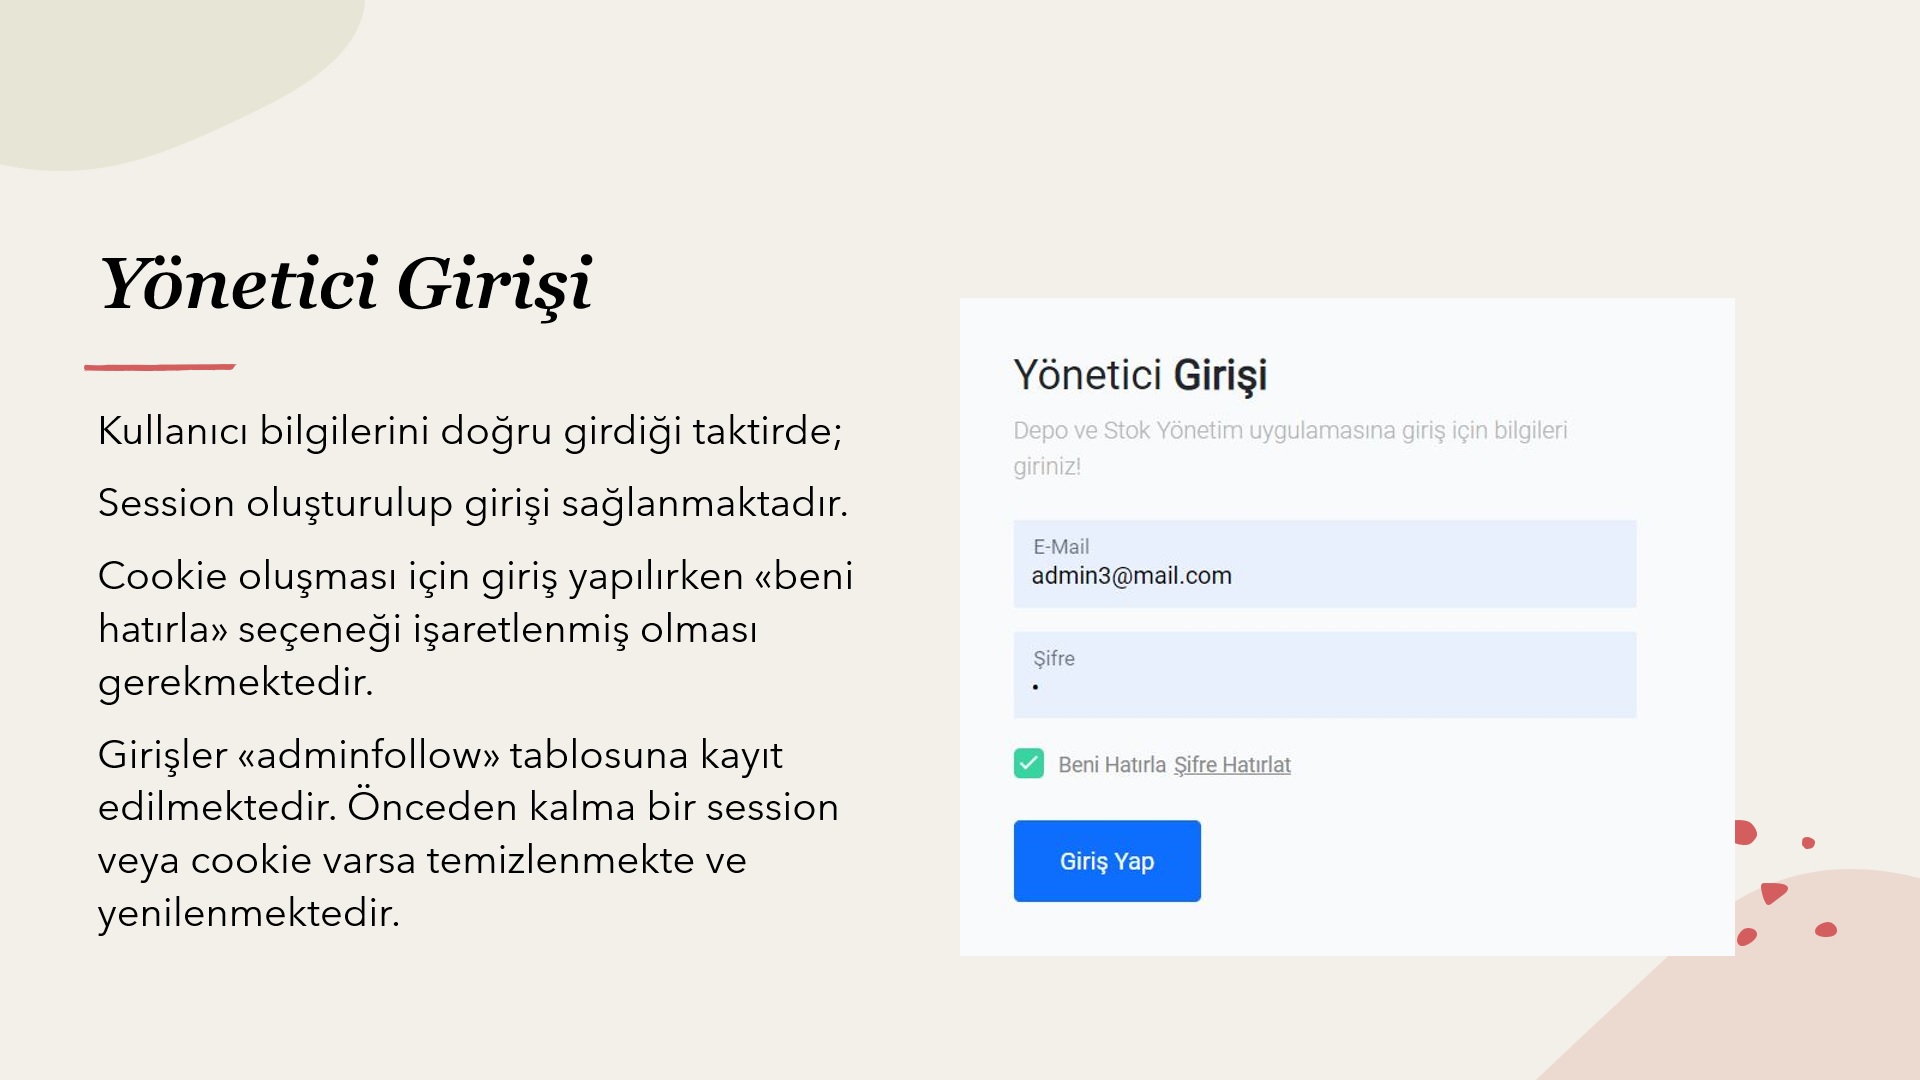 Yönetici Girişi
Kullanıcı bilgilerini doğru girdiği taktirde;
Session oluşturulup girişi sağlanmaktadır.
Cookie oluşması için giriş yapılırken «beni
hatırla» seçeneği işaretlenmiş olması
gerekmektedir.
Girişler «adminfollow» tablosuna kayıt
edilmektedir. Önceden kalma bir session
veya cookie varsa temizlenmekte ve
yenilenmektedir.
Yönetici Girişi
Depo ve Stok Yönetim uygulamasına giriş için bilgileri
giriniz!
E-Mail
admin3@mail.com
Şifre
•
Beni Hatırla Şifre Hatırlat
Giriş Yap